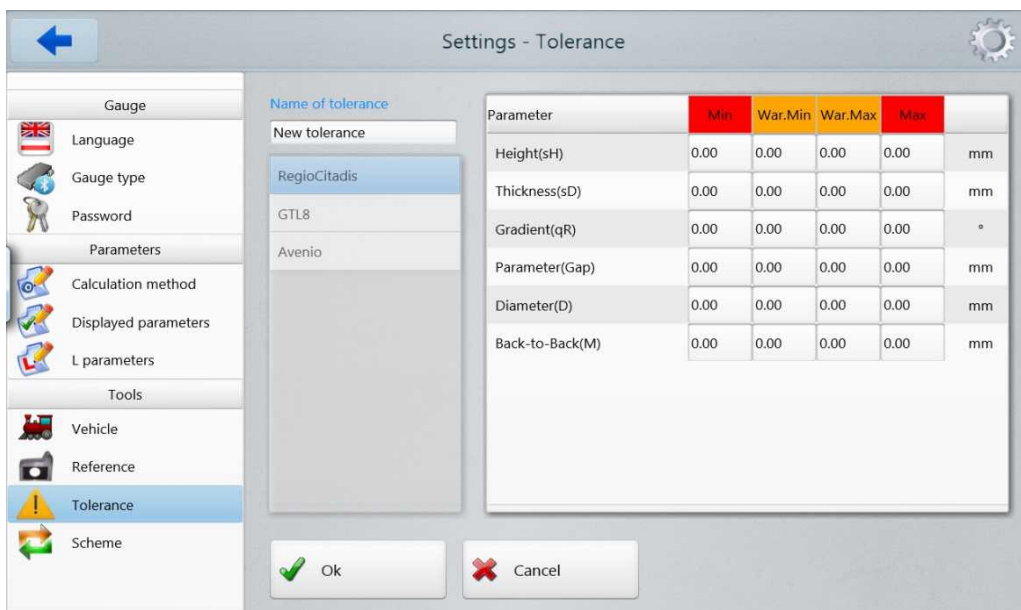 Settings - Tolerance
Gauge
Language
Gauge type
Password
Parameters
Calculation method
Displayed parameters
L parameters
Tools
Vehicle
Reference
Tolerance
Scheme
Name of tolerance
New tolerance
RegioCitadis
GTL8
Avenio
Parameter Min War.Min War.Max Max
Height(sH) 0.00 0.00 0.00 0.00 mm
Thickness(sD) 0.00 0.00 0.00 0.00 mm
Gradient(qR) 0.00 0.00 0.00 0.00 °
Parameter(Gap) 0.00 0.00 0.00 0.00 mm
Diameter(D) 0.00 0.00 0.00 0.00 mm
Back-to-Back(M) 0.00 0.00 0.00 0.00 mm
Ok
Cancel